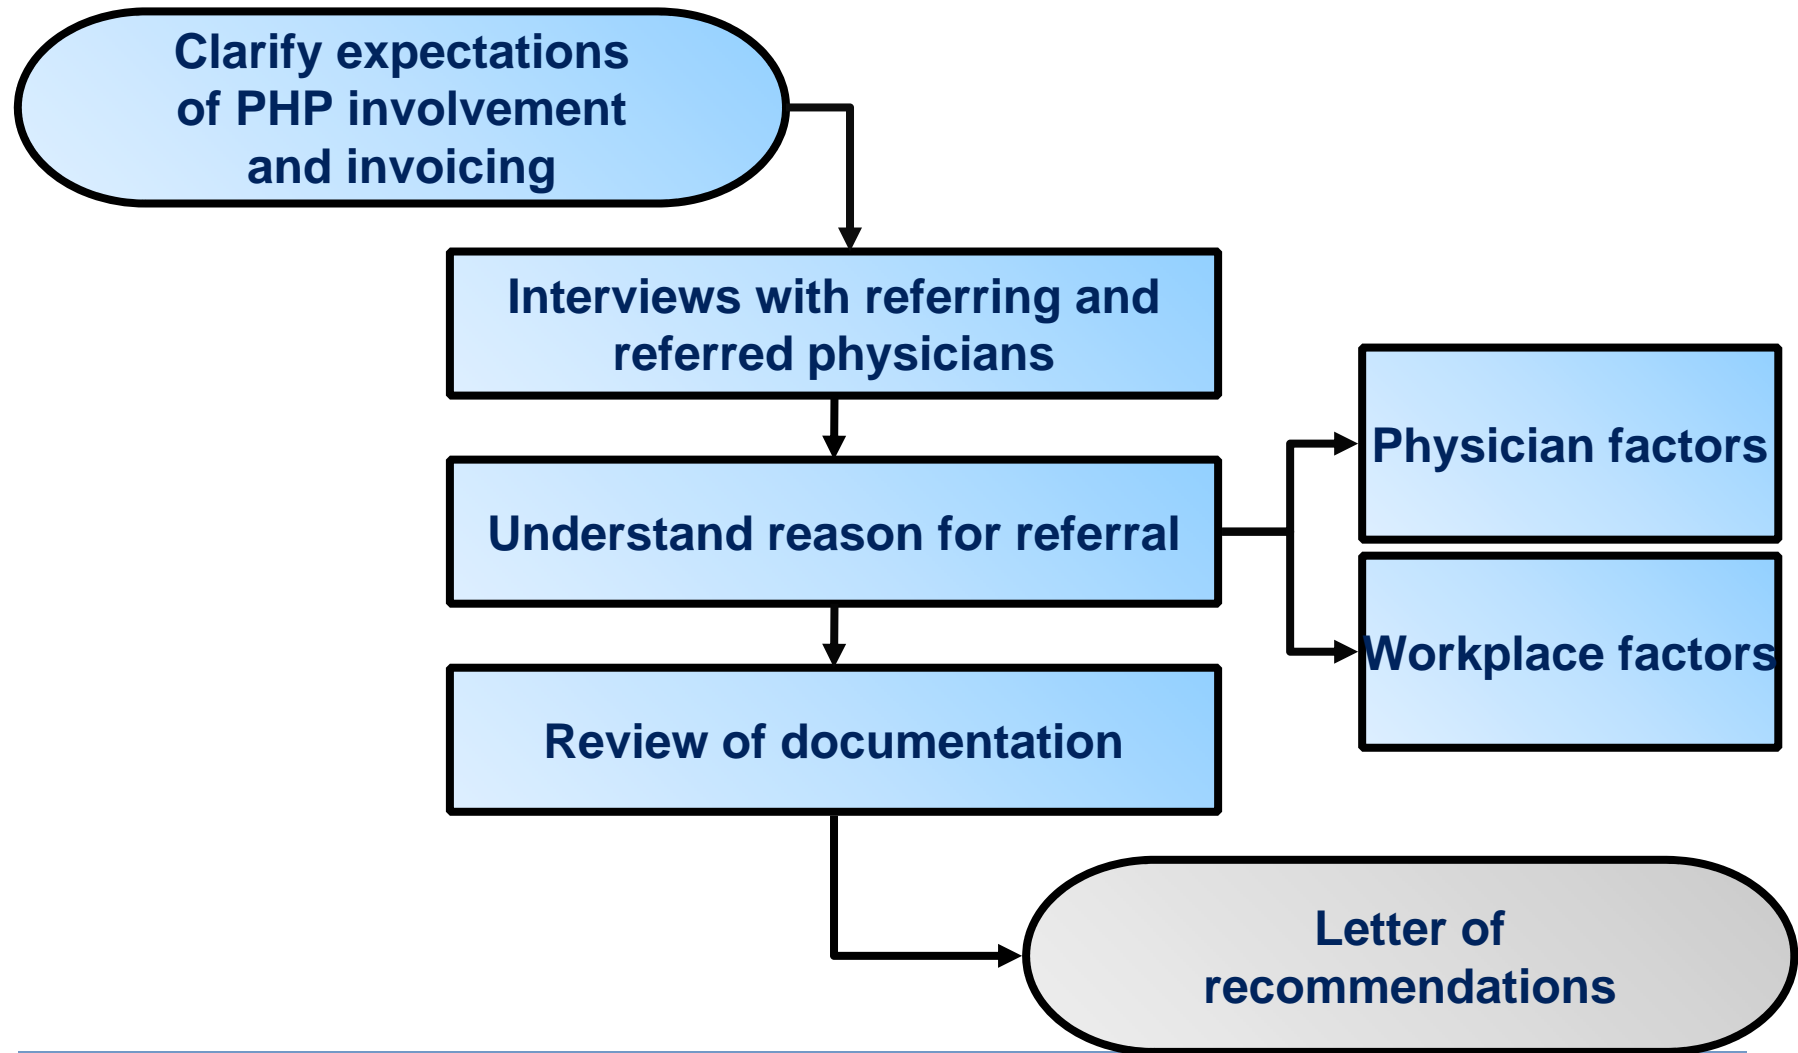 Clarify expectations
of PHP involvement
and invoicing
Interviews with referring and
referred physicians
Physician factors
Understand reason for referral
Workplace factors
Review of documentation
Letter of
recommendations